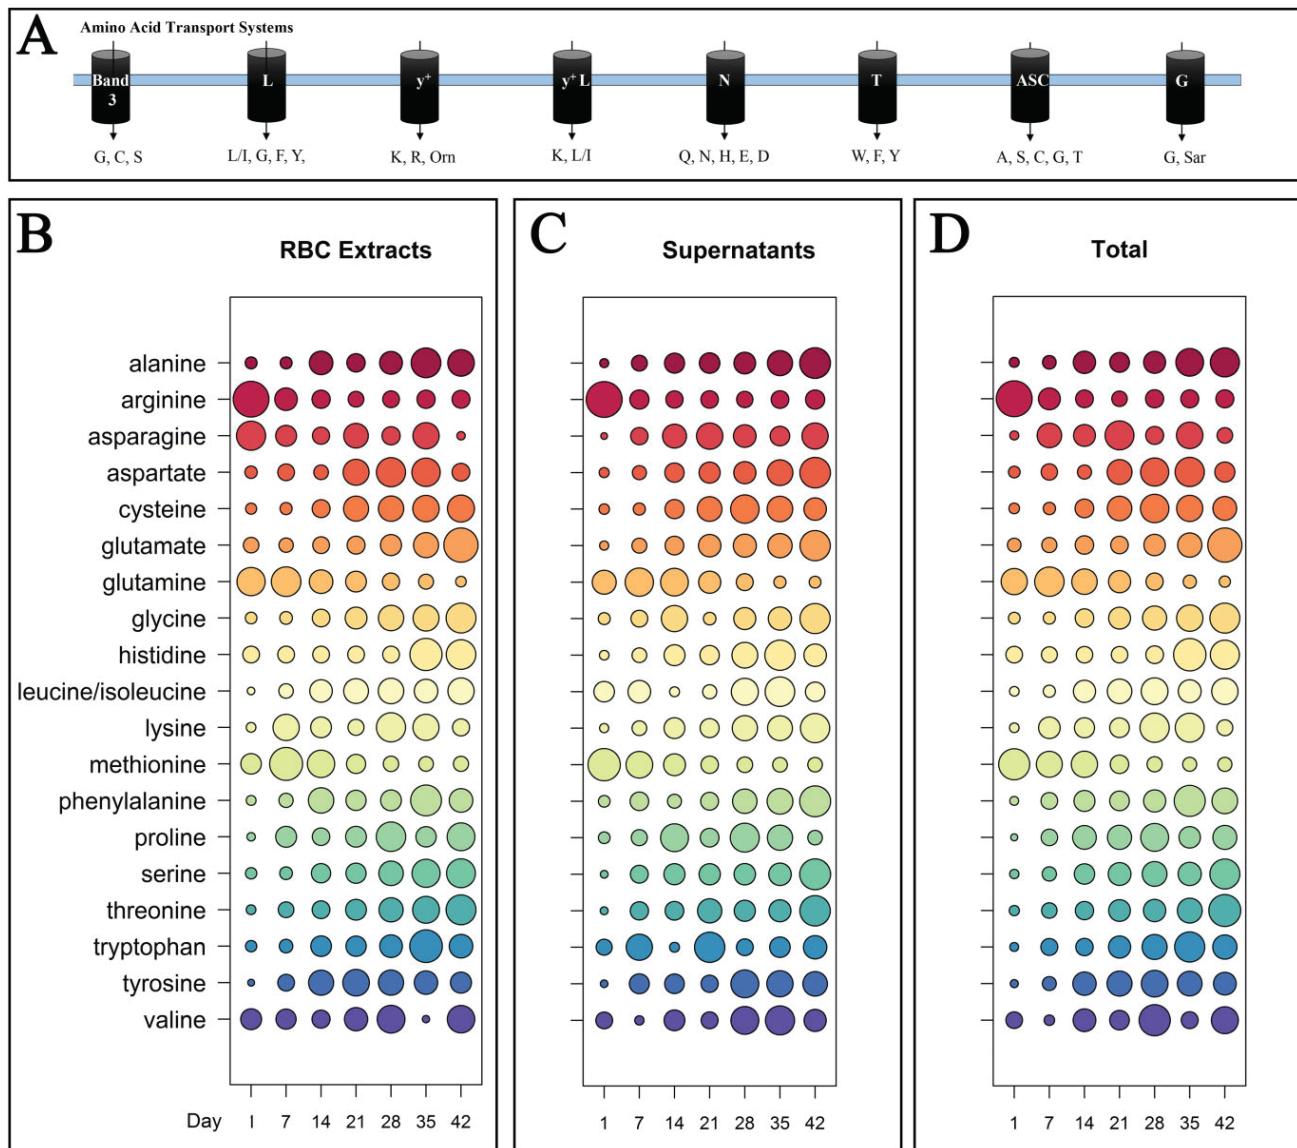 A
Amino Acid Transport Systems
Band 3
L
y⁺
y⁺ L
N
T
ASC
G
G, C, S
L/I, G, F, Y,
K, R, Orn
K, L/I
Q, N, H, E, D
W, F, Y
A, S, C, G, T
G, Sar
B
RBC Extracts
C
Supernatants
D
Total
alanine
arginine
asparagine
aspartate
cysteine
glutamate
glutamine
glycine
histidine
leucine/isoleucine
lysine
methionine
phenylalanine
proline
serine
threonine
tryptophan
tyrosine
valine
Day 1 7 14 21 28 35 42
1 7 14 21 28 35 42
1 7 14 21 28 35 42